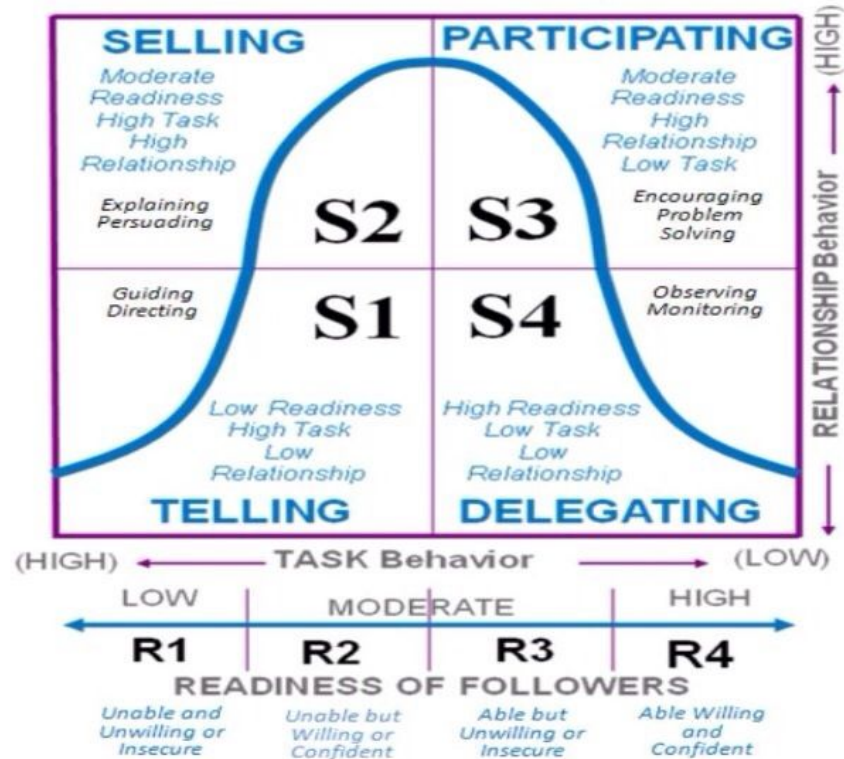 SELLING
Moderate
Readiness
High Task
High
Relationship
Explaining
Persuading
S2
PARTICIPATING
Moderate
Readiness
High
Relationship
Low Task
Encouraging
Problem
Solving
S3
Guiding
Directing
S1
Low Readiness
High Task
Low
Relationship
TELLING
Observing
Monitoring
S4
High Readiness
Low Task
Low
Relationship
DELEGATING
(HIGH)
RELATIONSHIP Behavior
(LOW)
(HIGH) TASK Behavior (LOW)
LOW MODERATE HIGH
R1 R2 R3 R4
READINESS OF FOLLOWERS
Unable and
Unwilling or
Insecure
Unable but
Willing or
Confident
Able but
Unwilling or
Insecure
Able Willing
and
Confident